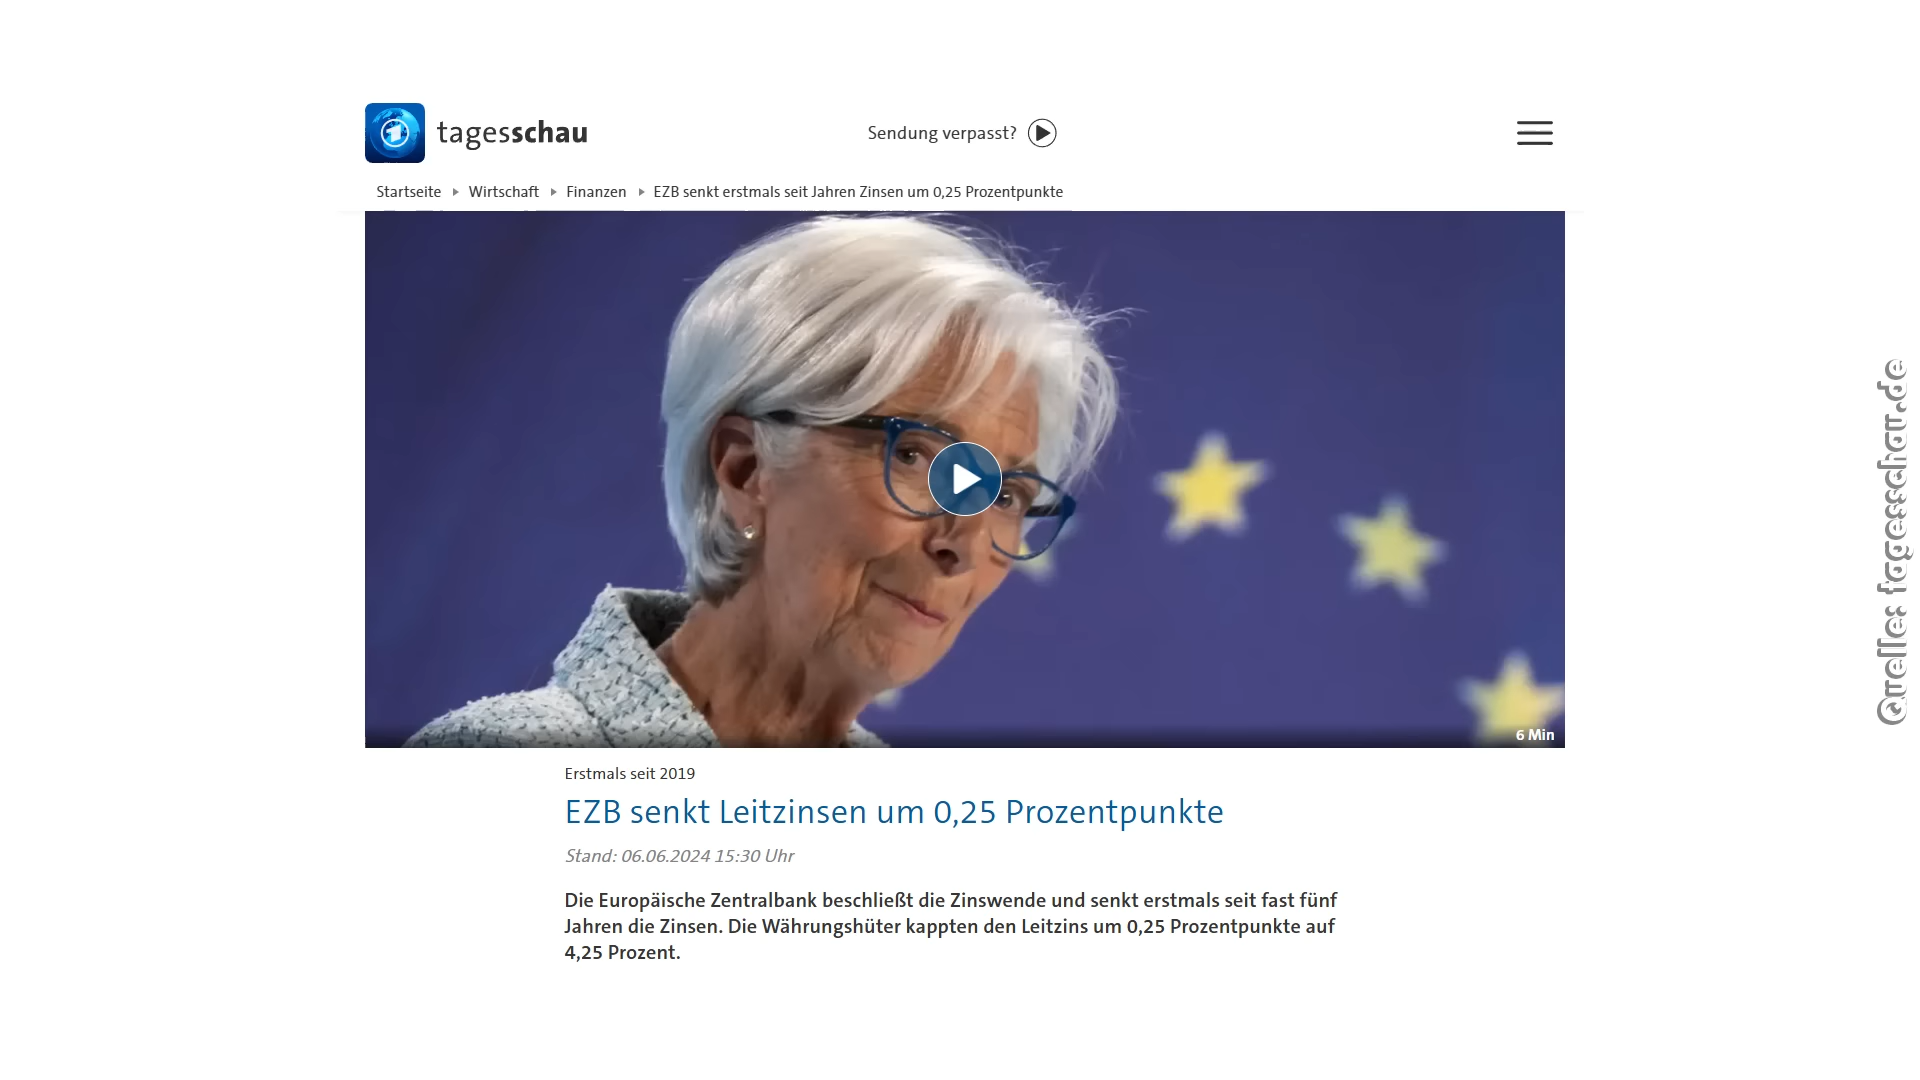 tagesschau
Sendung verpasst?
Startseite Wirtschaft Finanzen EZB senkt erstmals seit Jahren Zinsen um 0,25 Prozentpunkte
6 Min
Erstmals seit 2019
EZB senkt Leitzinsen um 0,25 Prozentpunkte
Stand: 06.06.2024 15:30 Uhr
Die Europäische Zentralbank beschließt die Zinswende und senkt erstmals seit fast fünf
Jahren die Zinsen. Die Währungshüter kappten den Leitzins um 0,25 Prozentpunkte auf
4,25 Prozent.
Quelle: tagesschau.de